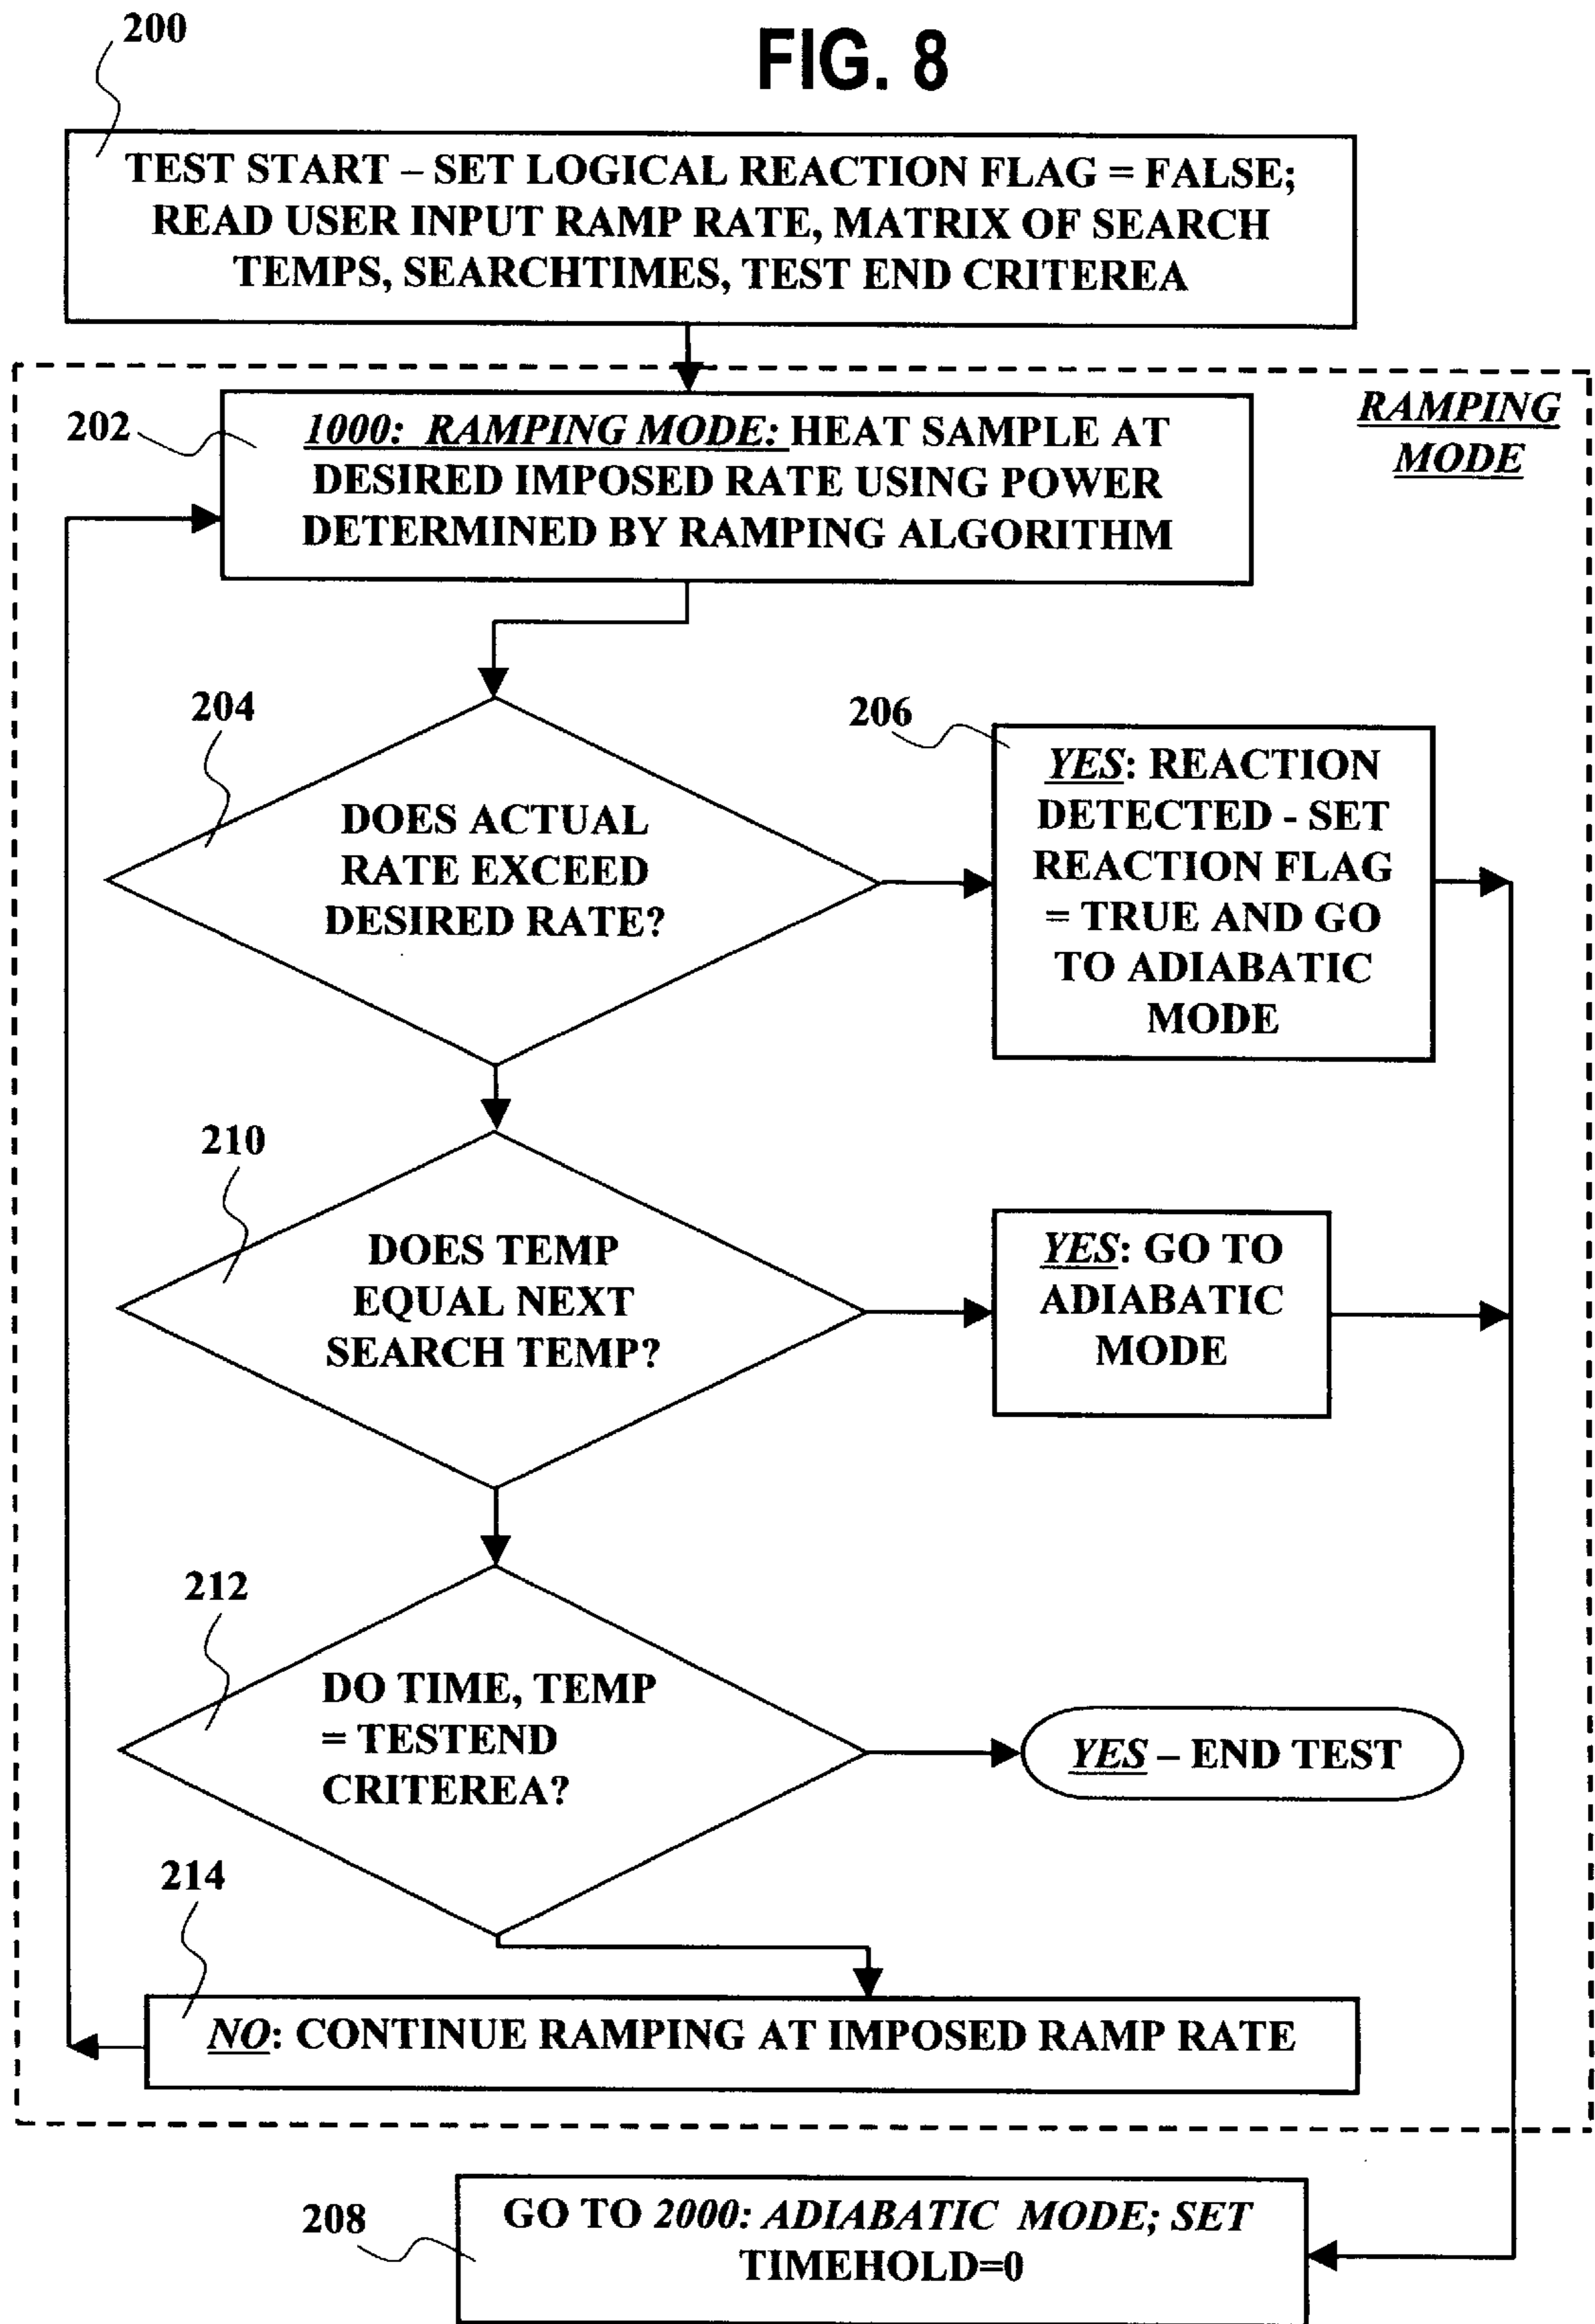 200
FIG. 8
TEST START – SET LOGICAL REACTION FLAG = FALSE;
READ USER INPUT RAMP RATE, MATRIX OF SEARCH
TEMPS, SEARCHTIMES, TEST END CRITEREA
RAMPING
MODE
202
1000: RAMPING MODE: HEAT SAMPLE AT
DESIRED IMPOSED RATE USING POWER
DETERMINED BY RAMPING ALGORITHM
204
DOES ACTUAL
RATE EXCEED
DESIRED RATE?
206
YES: REACTION
DETECTED - SET
REACTION FLAG
= TRUE AND GO
TO ADIABATIC
MODE
210
DOES TEMP
EQUAL NEXT
SEARCH TEMP?
YES: GO TO
ADIABATIC
MODE
212
DO TIME, TEMP
= TESTEND
CRITEREA?
YES – END TEST
214
NO: CONTINUE RAMPING AT IMPOSED RAMP RATE
208
GO TO 2000: ADIABATIC MODE; SET
TIMEHOLD=0